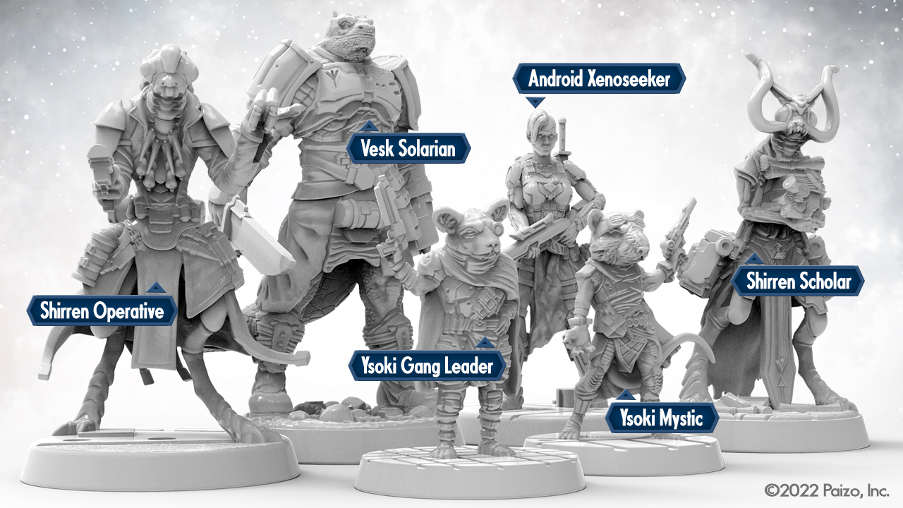 Android Xenoseeker
Vesk Solarian
Shirren Scholar
Shirren Operative
Ysoki Gang Leader
Ysoki Mystic
©2022 Paizo, Inc.